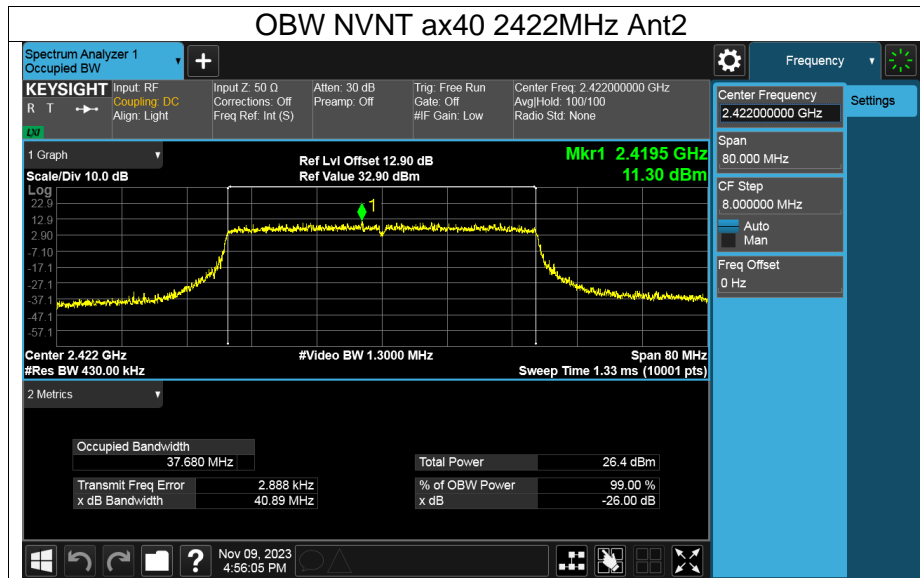 OBW NVNT ax40 2422MHz Ant2
Spectrum Analyzer 1
Occupied BW
+
Frequency
KEYSIGHT
R T
LXI
Input: RF
Coupling: DC
Align: Light
Input Z: 50 Ω
Corrections: Off
Freq Ref: Int (S)
Atten: 30 dB
Preamp: Off
Trig: Free Run
Gate: Off
#IF Gain: Low
Center Freq: 2.422000000 GHz
Avg|Hold: 100/100
Radio Std: None
Center Frequency
2.422000000 GHz
Settings
Span
80.000 MHz
CF Step
8.000000 MHz
Auto
Man
Freq Offset
0 Hz
1 Graph
Scale/Div 10.0 dB
Ref Lvl Offset 12.90 dB
Ref Value 32.90 dBm
Mkr1 2.4195 GHz
11.30 dBm
Log
22.9
12.9
2.90
-7.10
-17.1
-27.1
-37.1
-47.1
-57.1
1
Center 2.422 GHz
#Res BW 430.00 kHz
#Video BW 1.3000 MHz
Span 80 MHz
Sweep Time 1.33 ms (10001 pts)
2 Metrics
Occupied Bandwidth
37.680 MHz
Transmit Freq Error 2.888 kHz
x dB Bandwidth 40.89 MHz
Total Power 26.4 dBm
% of OBW Power 99.00 %
x dB -26.00 dB
?
Nov 09, 2023
4:56:05 PM